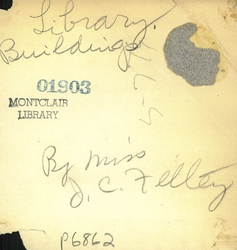 Library
Buildings
01903
MONTCLAIR
LIBRARY
By Miss
J. C. Felley
P6862